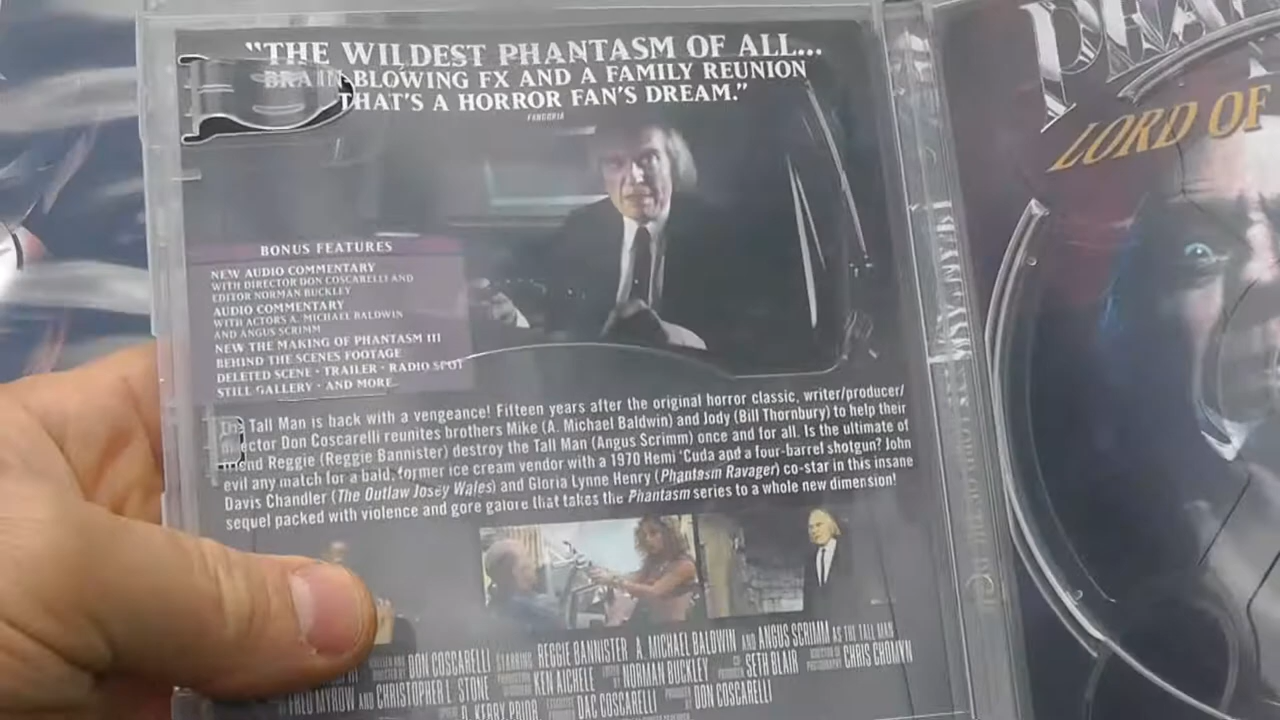 "THE WILDEST PHANTASM OF ALL...
BRAIN-BLOWING FX AND A FAMILY REUNION
THAT'S A HORROR FAN'S DREAM."
FANGORIA
BONUS FEATURES
NEW AUDIO COMMENTARY
WITH DIRECTOR DON COSCARELLI AND
EDITOR NORMAN BUCKLEY
AUDIO COMMENTARY
WITH ACTORS A. MICHAEL BALDWIN
AND ANGUS SCRIMM
NEW THE MAKING OF PHANTASM III
BEHIND THE SCENES FOOTAGE
DELETED SCENE · TRAILER · RADIO SPOT
STILL GALLERY · AND MORE
The Tall Man is back with a vengeance! Fifteen years after the original horror classic, writer/producer/
director Don Coscarelli reunites brothers Mike (A. Michael Baldwin) and Jody (Bill Thornbury) to help their
friend Reggie (Reggie Bannister) destroy the Tall Man (Angus Scrimm) once and for all. Is the ultimate of
evil any match for a bald, former ice cream vendor with a 1970 Hemi 'Cuda and a four-barrel shotgun? John
Davis Chandler (The Outlaw Josey Wales) and Gloria Lynne Henry (Phantasm Ravager) co-star in this insane
sequel packed with violence and gore galore that takes the Phantasm series to a whole new dimension!
DIRECTED BY DON COSCARELLI STARRING REGGIE BANNISTER A. MICHAEL BALDWIN AND ANGUS SCRIMM AS THE TALL MAN
FRED MYROW AND CHRISTOPHER L. STONE KEN AICHELE NORMAN BUCKLEY SETH BLAIR PHOTOGRAPHY CHRIS CHOMYN
D. KERRY PRIOR DAC COSCARELLI DON COSCARELLI
LORD OF